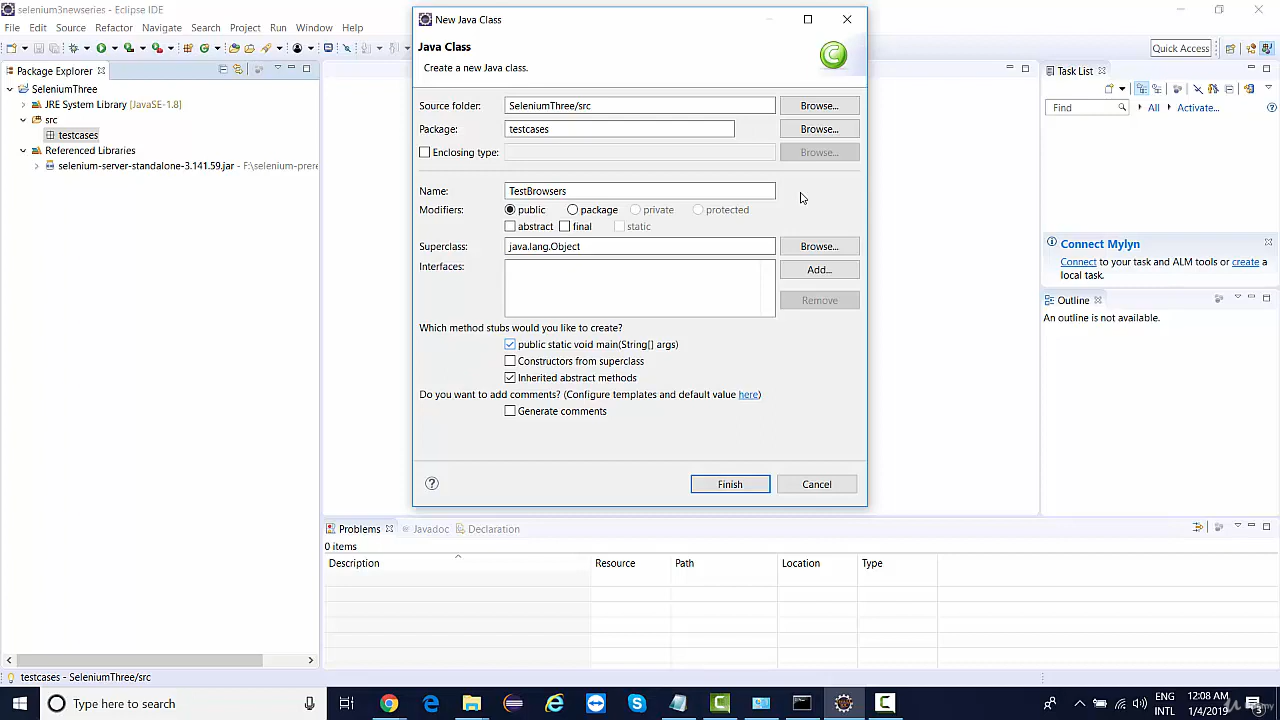 selenium3newseries - Eclipse IDE
New Java Class
File Edit Source Refactor Navigate Search Project Run Window Help
Java Class
Create a new Java class.
Quick Access
Package Explorer
Task List
SeleniumThree
JRE System Library [JavaSE-1.8]
src
testcases
Referenced Libraries
selenium-server-standalone-3.141.59.jar - F:\selenium-prere
Source folder: SeleniumThree/src Browse...
Package: testcases Browse...
Enclosing type: Browse...
Name: TestBrowsers
Modifiers: public package private protected
abstract final static
Superclass: java.lang.Object Browse...
Interfaces: Add...
Remove
Which method stubs would you like to create?
public static void main(String[] args)
Constructors from superclass
Inherited abstract methods
Do you want to add comments? (Configure templates and default value here)
Generate comments
Finish Cancel
Find All Activate...
Connect Mylyn
Connect to your task and ALM tools or create a
local task.
Outline
An outline is not available.
Problems Javadoc Declaration
0 items
Description Resource Path Location Type
testcases - SeleniumThree/src
Type here to search
ENG
INTL
12:08 AM
1/4/2019